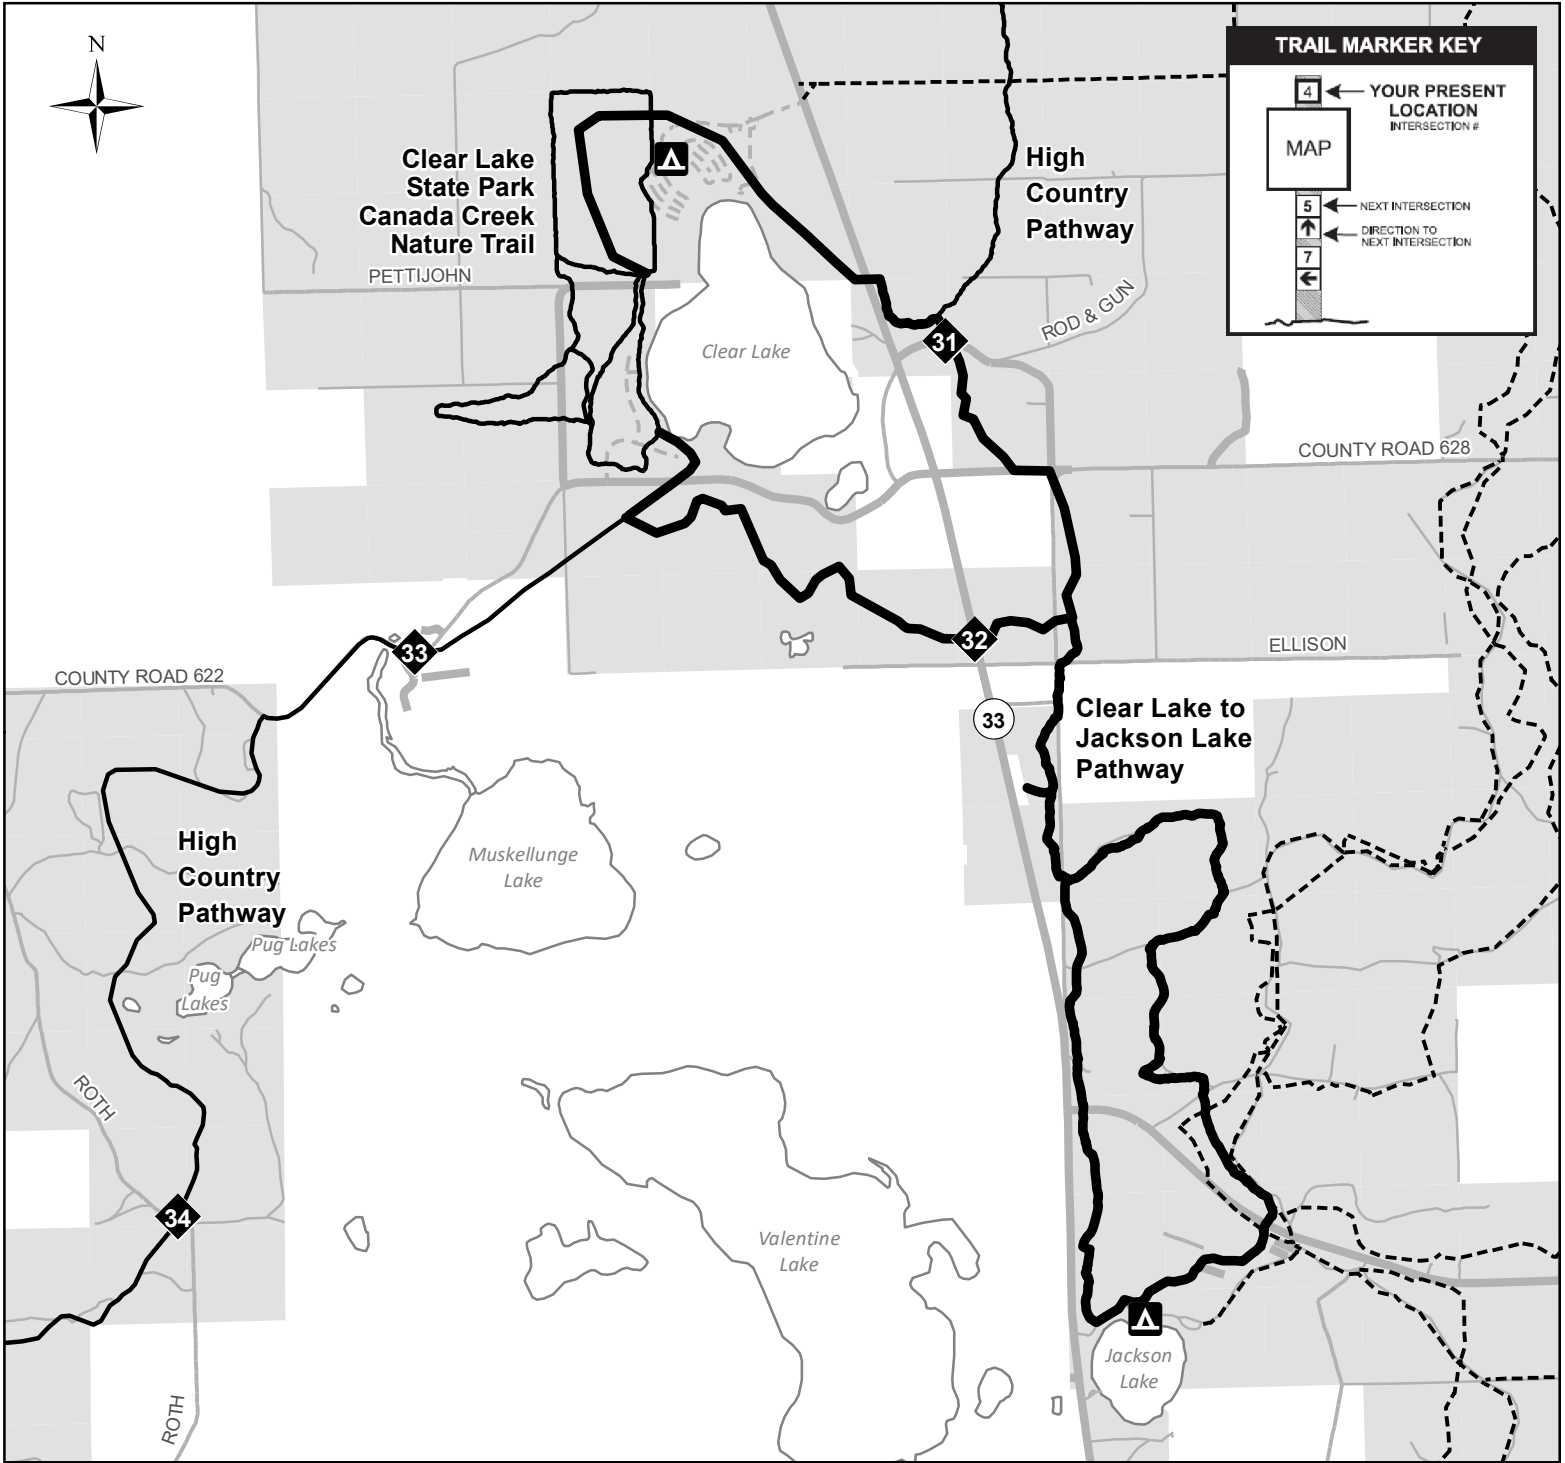 N
TRAIL MARKER KEY
4
YOUR PRESENT
LOCATION
INTERSECTION #
MAP
5
NEXT INTERSECTION
DIRECTION TO
NEXT INTERSECTION
7
Clear Lake
State Park
Canada Creek
Nature Trail
High
Country
Pathway
PETTIJOHN
ROD & GUN
Clear Lake
31
COUNTY ROAD 628
32
33
ELLISON
COUNTY ROAD 622
33
Clear Lake to
Jackson Lake
Pathway
High
Country
Pathway
Muskellunge
Lake
Pug Lakes
Pug
Lakes
ROTH
34
Valentine
Lake
Jackson
Lake
ROTH